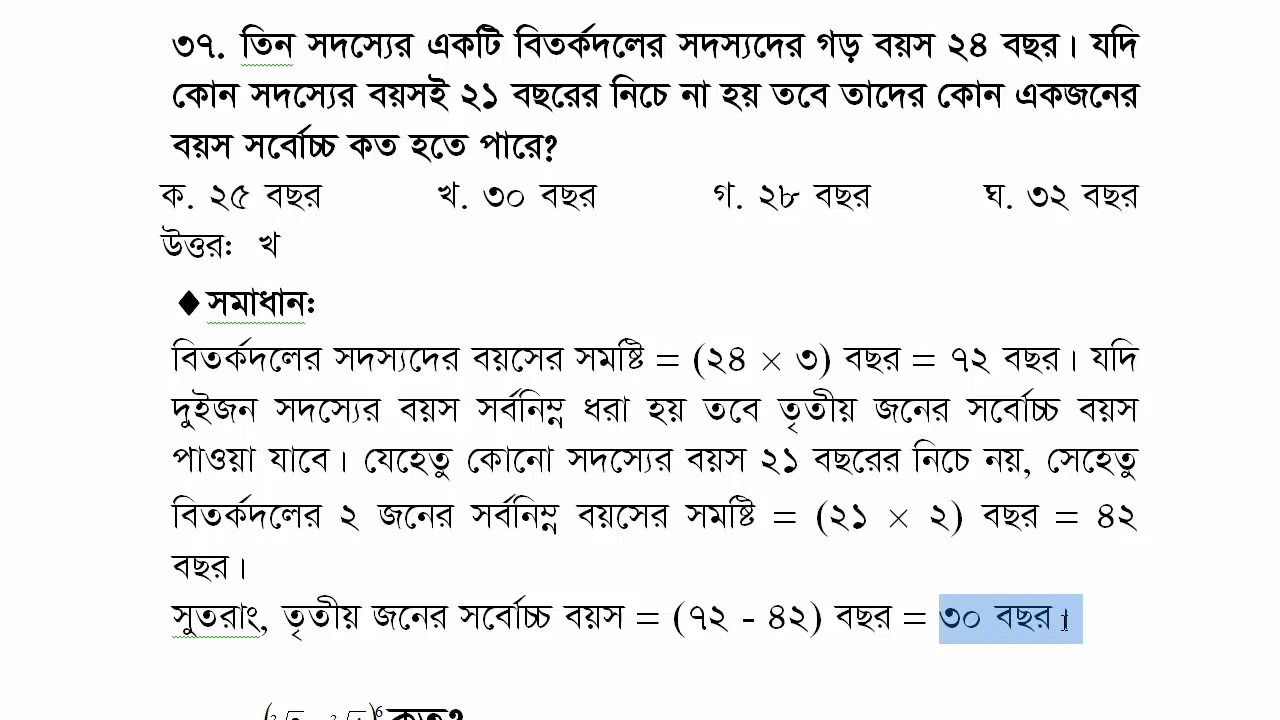 ৩৭. তিন সদস্যের একটি বিতর্কদলের সদস্যদের গড় বয়স ২৪ বছর। যদি
কোন সদস্যের বয়সই ২১ বছরের নিচে না হয় তবে তাদের কোন একজনের
বয়স সর্বোচ্চ কত হতে পারে?
ক. ২৫ বছর খ. ৩০ বছর গ. ২৮ বছর ঘ. ৩২ বছর
উত্তর: খ
◆ সমাধান:
বিতর্কদলের সদস্যদের বয়সের সমষ্টি = (২৪ × ৩) বছর = ৭২ বছর। যদি
দুইজন সদস্যের বয়স সর্বনিম্ন ধরা হয় তবে তৃতীয় জনের সর্বোচ্চ বয়স
পাওয়া যাবে। যেহেতু কোনো সদস্যের বয়স ২১ বছরের নিচে নয়, সেহেতু
বিতর্কদলের ২ জনের সর্বনিম্ন বয়সের সমষ্টি = (২১ × ২) বছর = ৪২
বছর।
সুতরাং, তৃতীয় জনের সর্বোচ্চ বয়স = (৭২ - ৪২) বছর = ৩০ বছর।
কত?